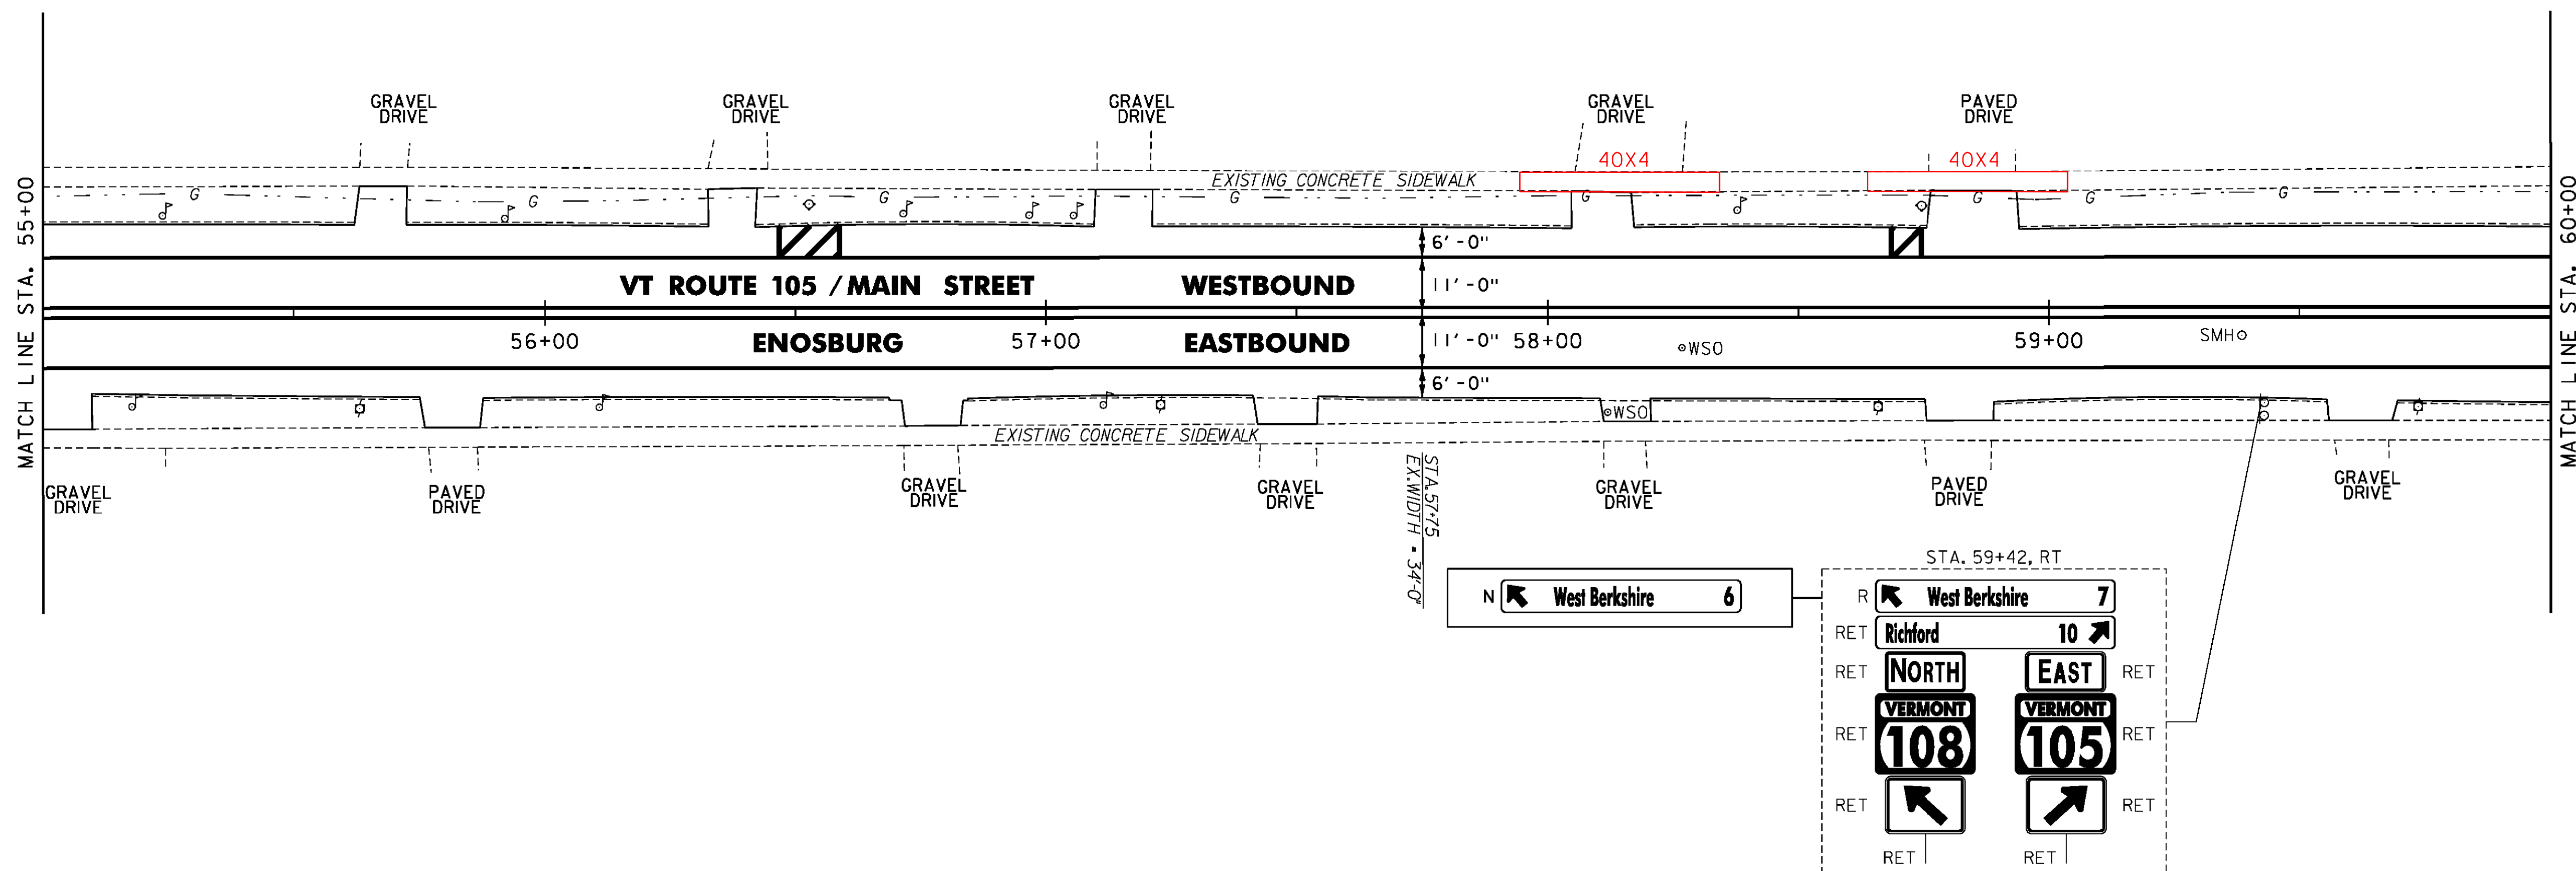 GRAVEL
DRIVE
GRAVEL
DRIVE
GRAVEL
DRIVE
GRAVEL
DRIVE
PAVED
DRIVE
40X4
40X4
EXISTING CONCRETE SIDEWALK
G
G
G
G
G
G
G
G
MATCH LINE STA. 55+00
MATCH LINE STA. 60+00
6'-0"
VT ROUTE 105 / MAIN STREET
WESTBOUND
11'-0"
56+00
ENOSBURG
57+00
EASTBOUND
11'-0"
58+00
WSO
59+00
SMH
6'-0"
WSO
EXISTING CONCRETE SIDEWALK
GRAVEL
DRIVE
PAVED
DRIVE
GRAVEL
DRIVE
GRAVEL
DRIVE
STA. 57+75
EX. WIDTH = 34'-0"
GRAVEL
DRIVE
PAVED
DRIVE
GRAVEL
DRIVE
STA. 59+42, RT
N West Berkshire 6
R West Berkshire 7
RET Richford 10
RET NORTH EAST RET
VERMONT VERMONT
RET 108 105 RET
RET RET
RET RET